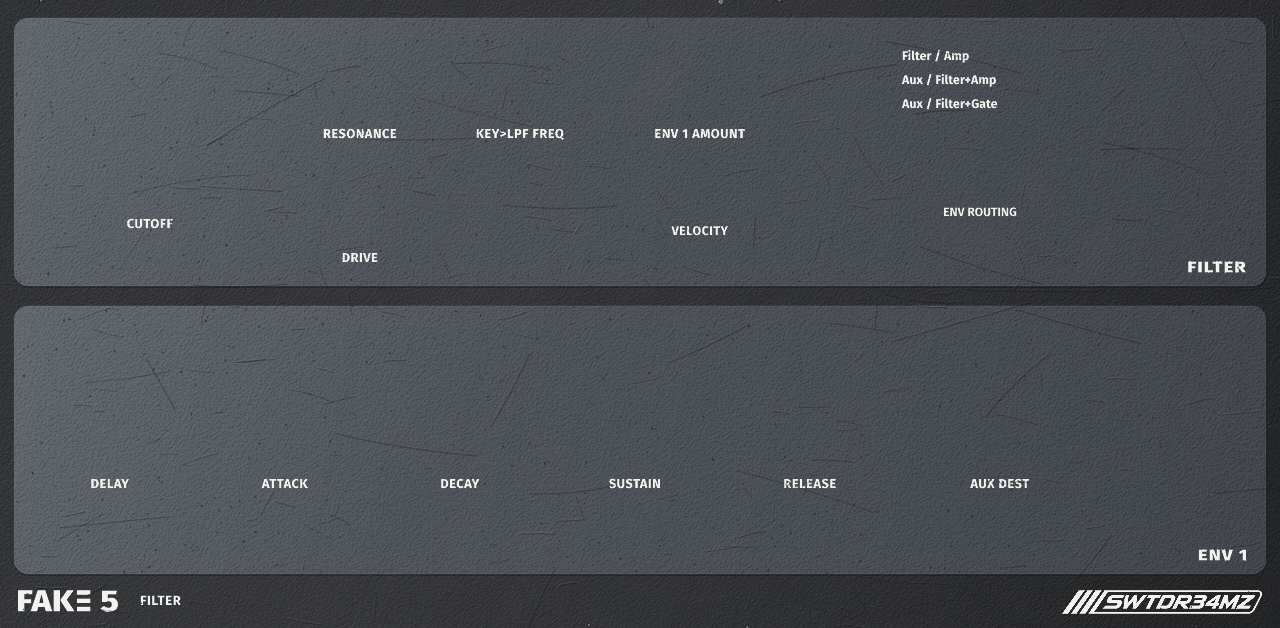 Filter / Amp
Aux / Filter+Amp
Aux / Filter+Gate
RESONANCE KEY>LPF FREQ ENV 1 AMOUNT
CUTOFF VELOCITY ENV ROUTING
DRIVE
FILTER
DELAY ATTACK DECAY SUSTAIN RELEASE AUX DEST
ENV 1
FAKE 5 FILTER SWTDR34MZ